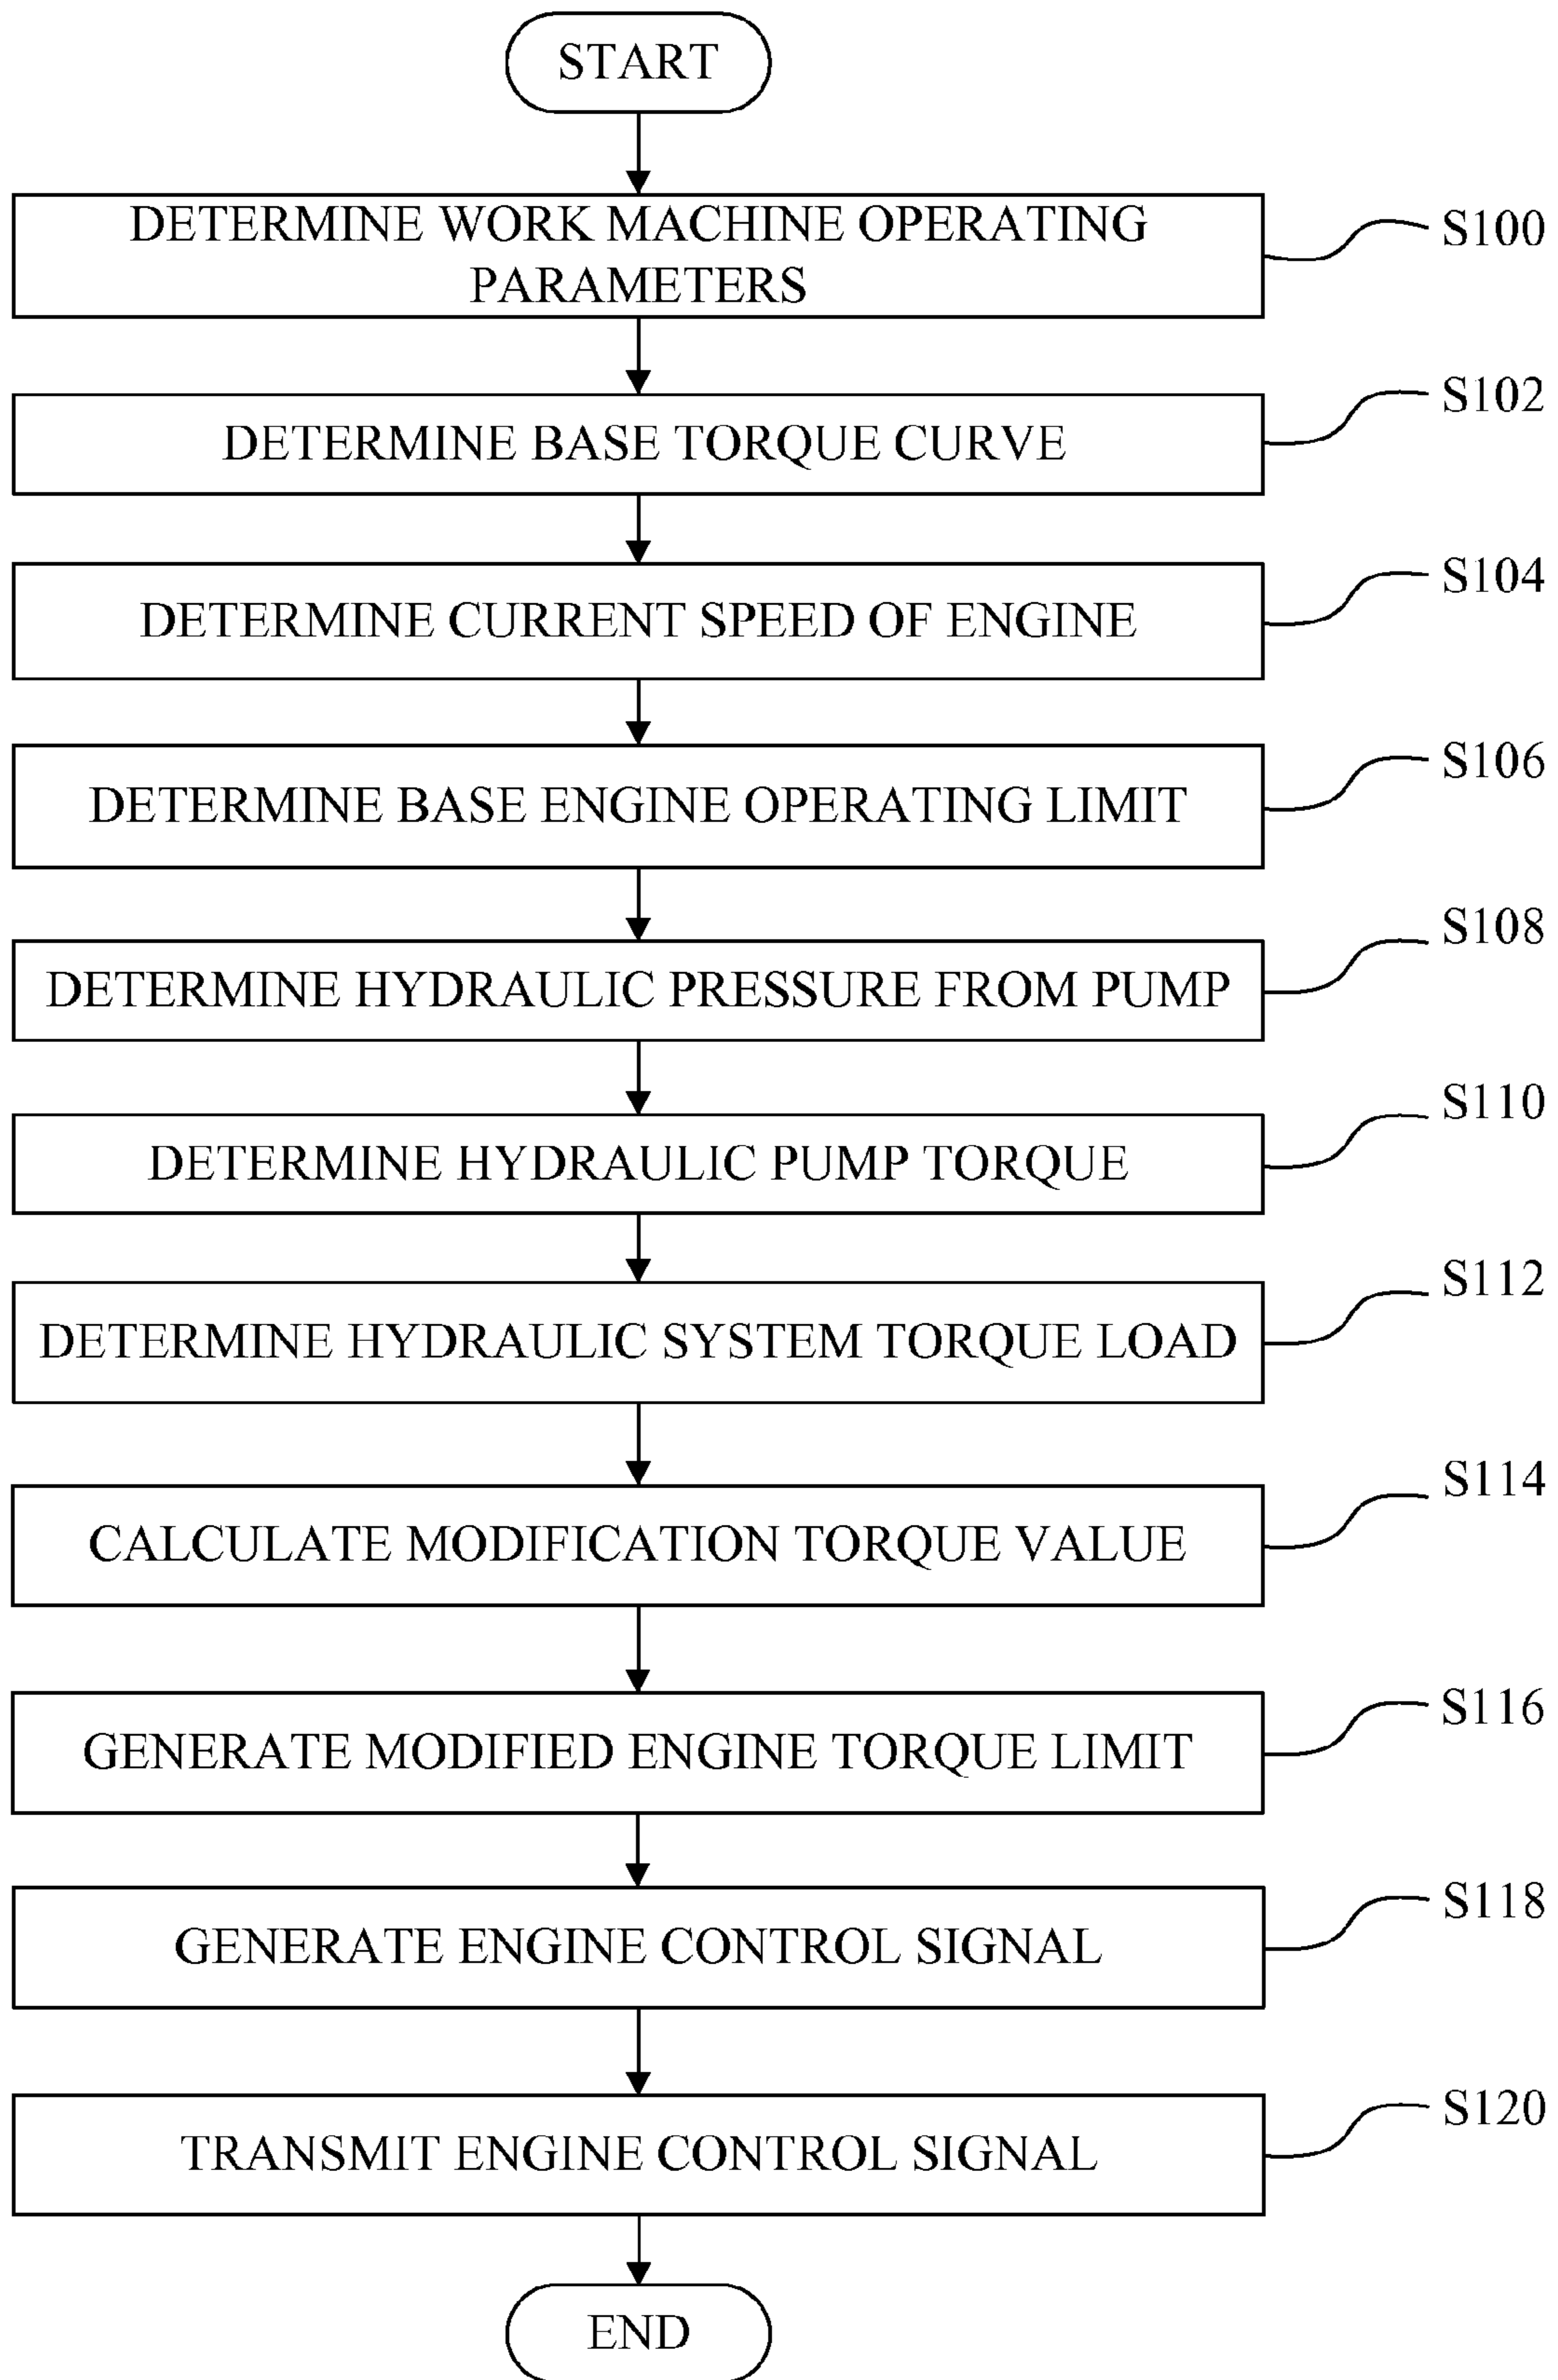 START
DETERMINE WORK MACHINE OPERATING
PARAMETERS
S100
DETERMINE BASE TORQUE CURVE
S102
DETERMINE CURRENT SPEED OF ENGINE
S104
DETERMINE BASE ENGINE OPERATING LIMIT
S106
DETERMINE HYDRAULIC PRESSURE FROM PUMP
S108
DETERMINE HYDRAULIC PUMP TORQUE
S110
DETERMINE HYDRAULIC SYSTEM TORQUE LOAD
S112
CALCULATE MODIFICATION TORQUE VALUE
S114
GENERATE MODIFIED ENGINE TORQUE LIMIT
S116
GENERATE ENGINE CONTROL SIGNAL
S118
TRANSMIT ENGINE CONTROL SIGNAL
S120
END